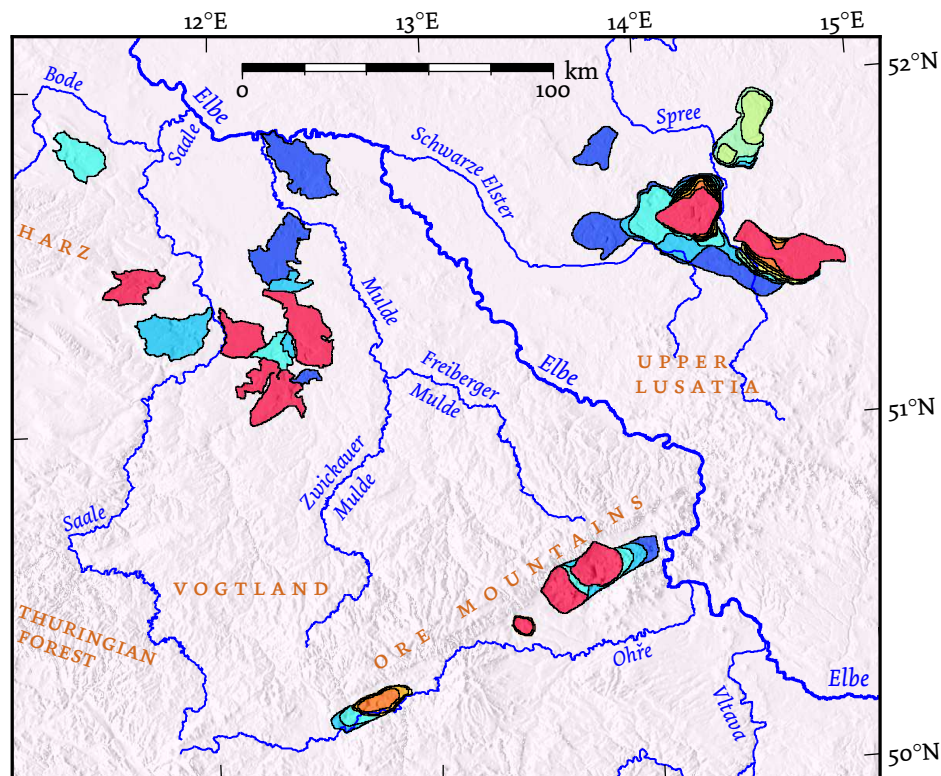 12°E 13°E 14°E 15°E
52°N
km
0 100
Bode
Elbe
Saale
Spree
Schwarze Elster
HARZ
Mulde
UPPER
LUSATIA
Freiberger
Mulde
Elbe
51°N
Zwickauer
Mulde
Saale
ORE MOUNTAINS
VOGTLAND
THURINGIAN
FOREST
Ohře
Elbe
Vltava
50°N